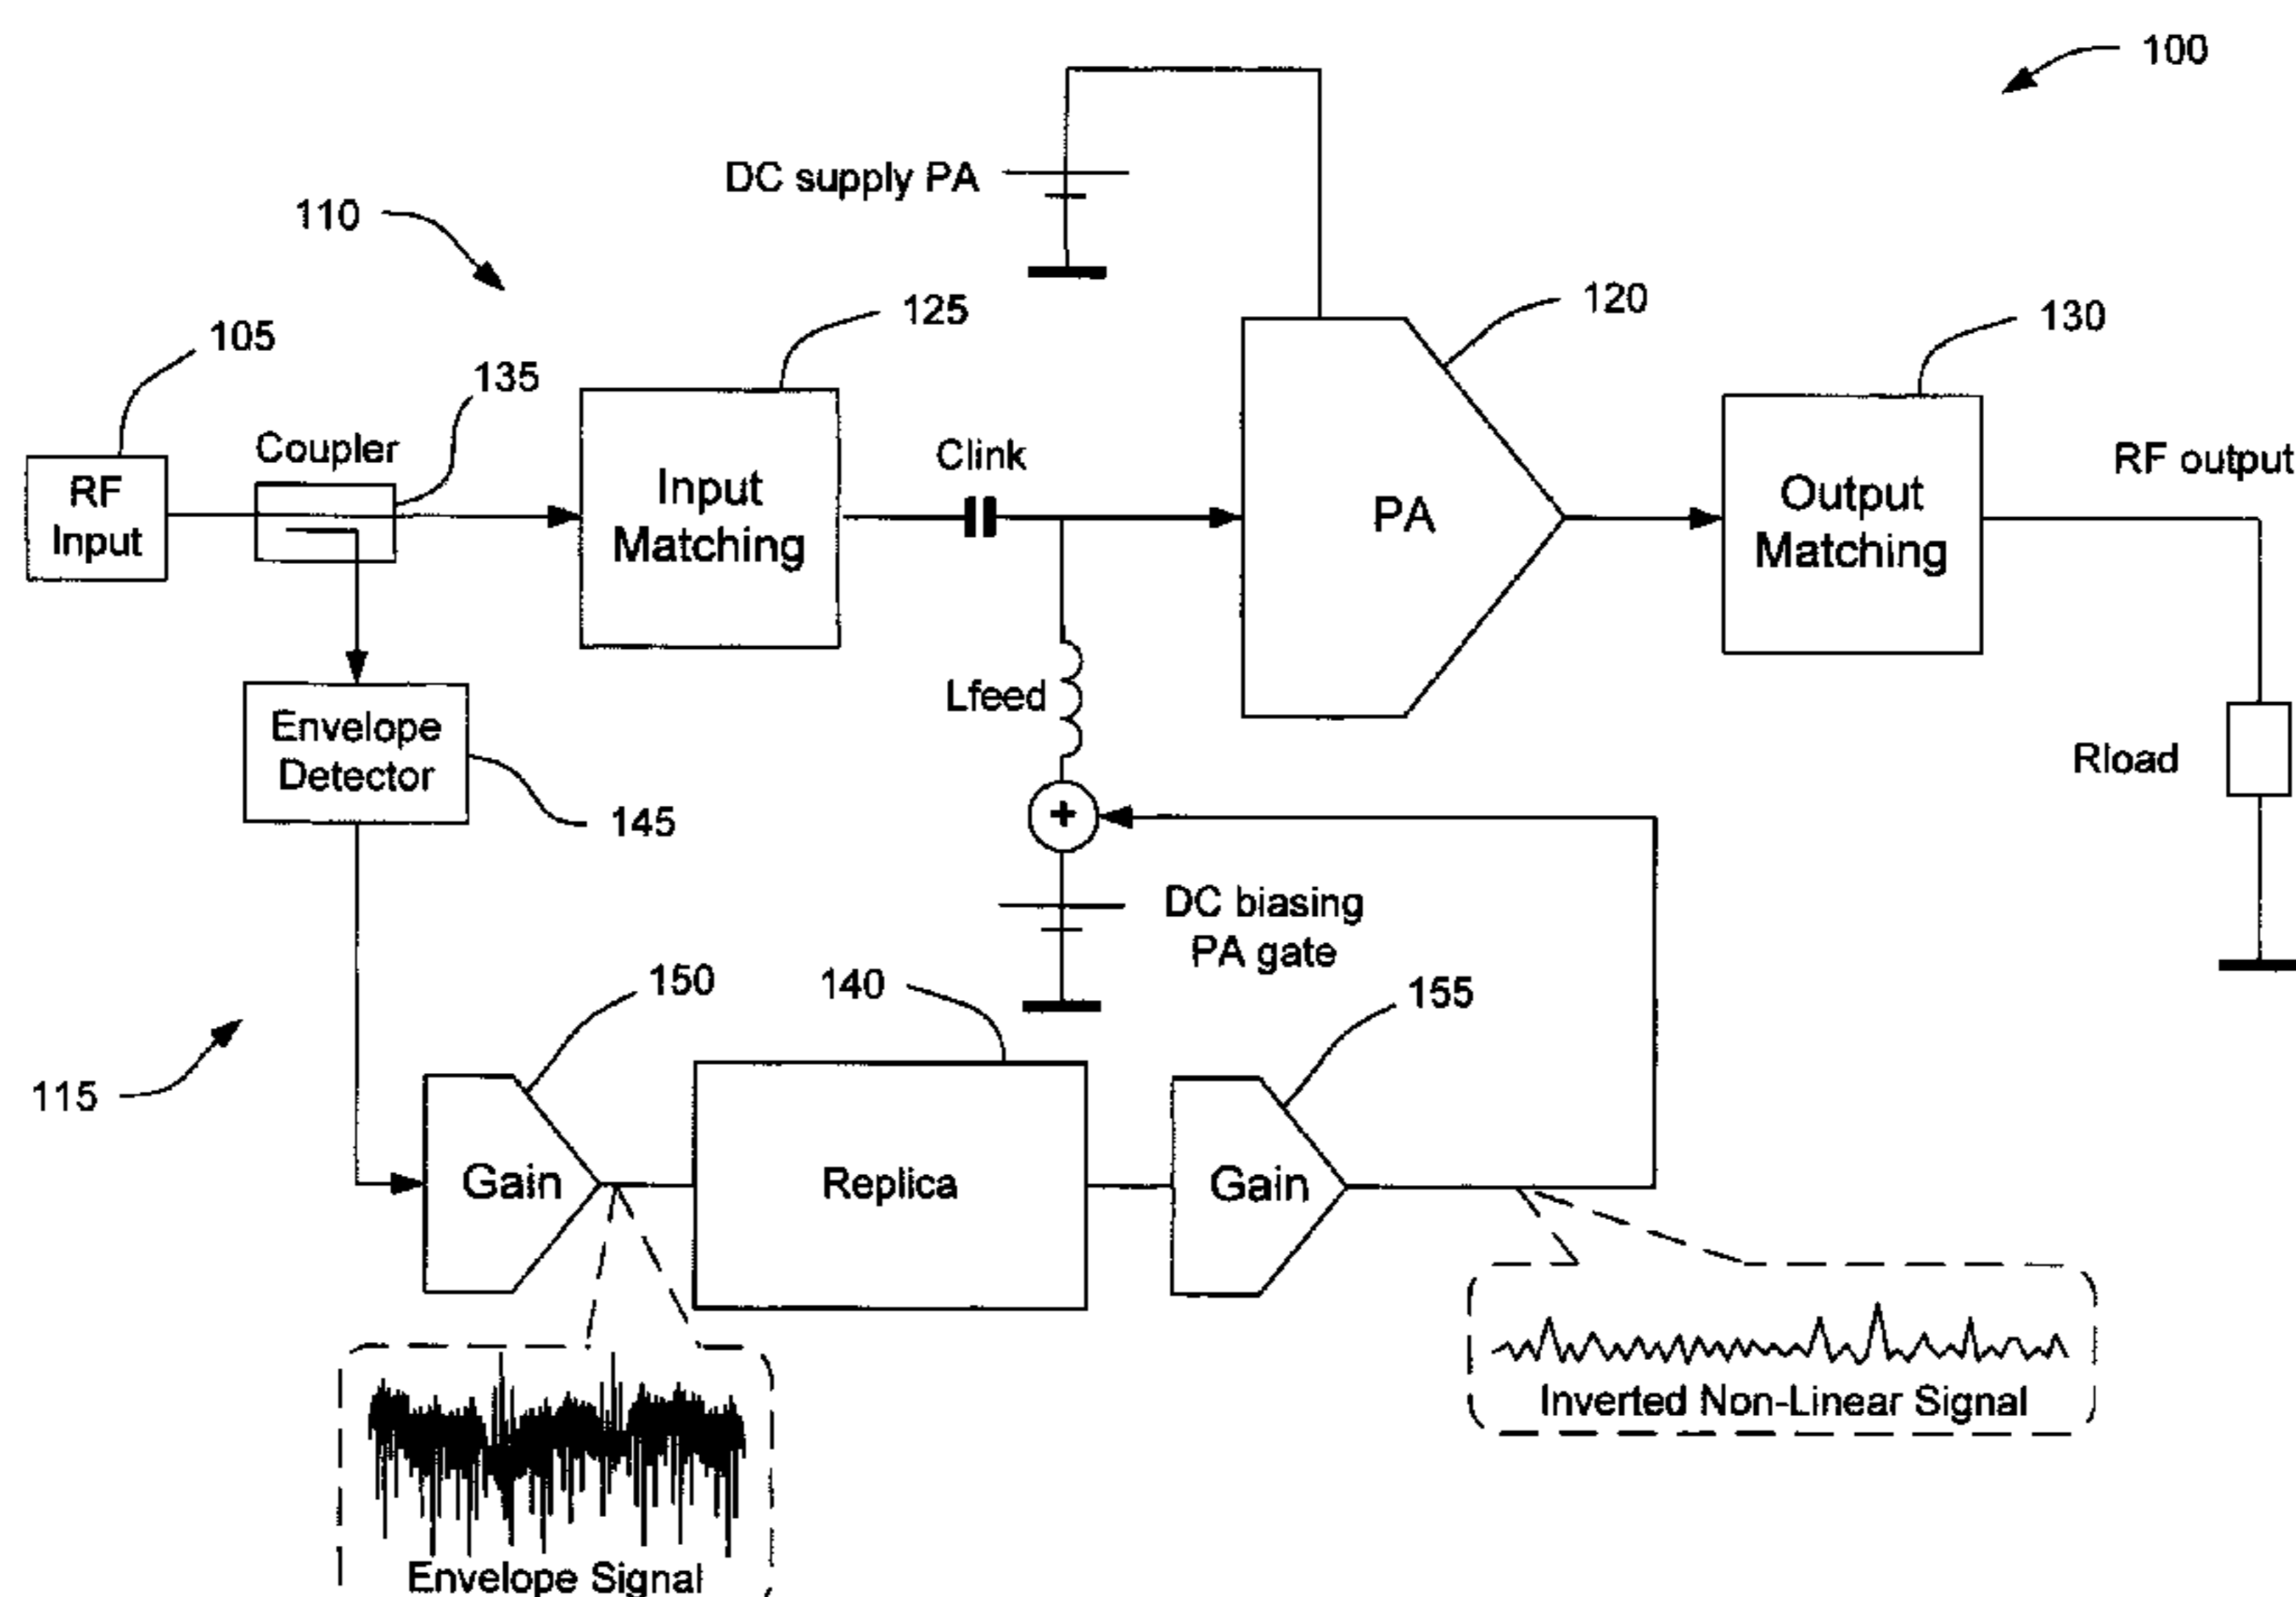 100
DC supply PA
110
125
120
130
105
135
Coupler
RF
Input
Input
Matching
Clink
PA
Output
Matching
RF output
Envelope
Detector
145
Lfeed
Rload
DC biasing
PA gate
150
140
155
115
Gain
Replica
Gain
Inverted Non-Linear Signal
Envelope Signal